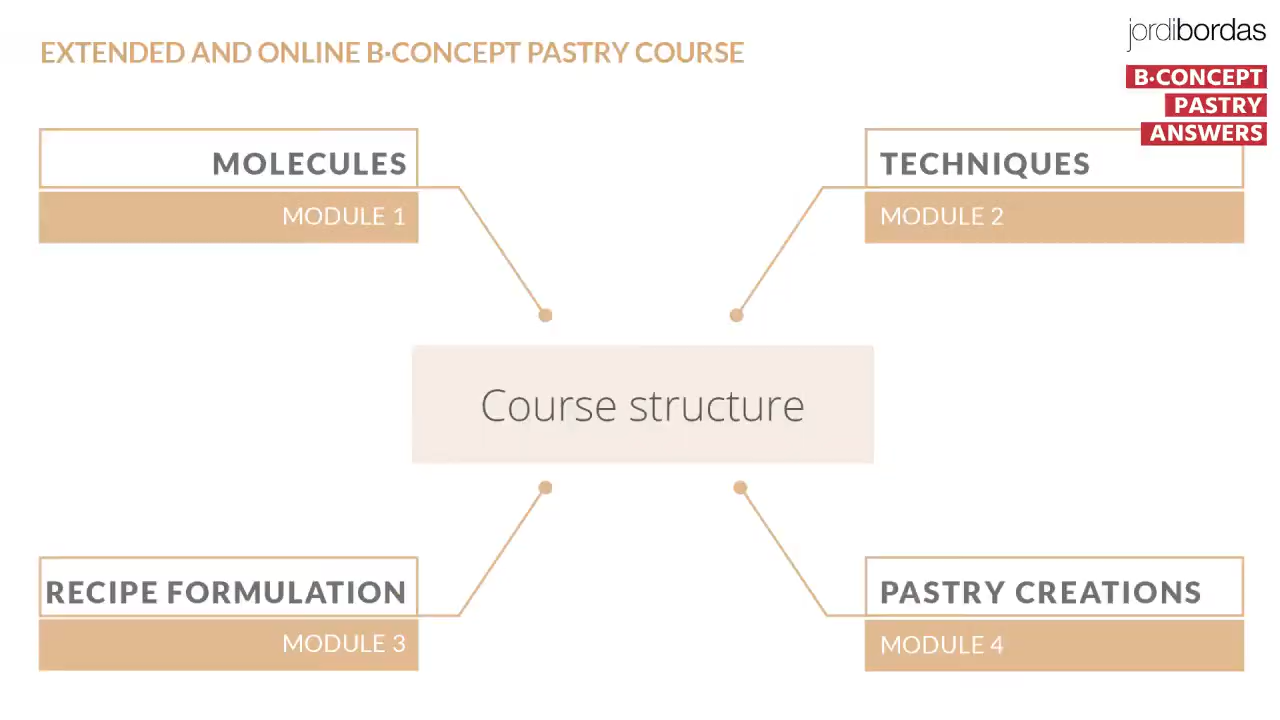 EXTENDED AND ONLINE B·CONCEPT PASTRY COURSE
jordibordas
B·CONCEPT
PASTRY
ANSWERS
MOLECULES
MODULE 1
TECHNIQUES
MODULE 2
Course structure
RECIPE FORMULATION
MODULE 3
PASTRY CREATIONS
MODULE 4